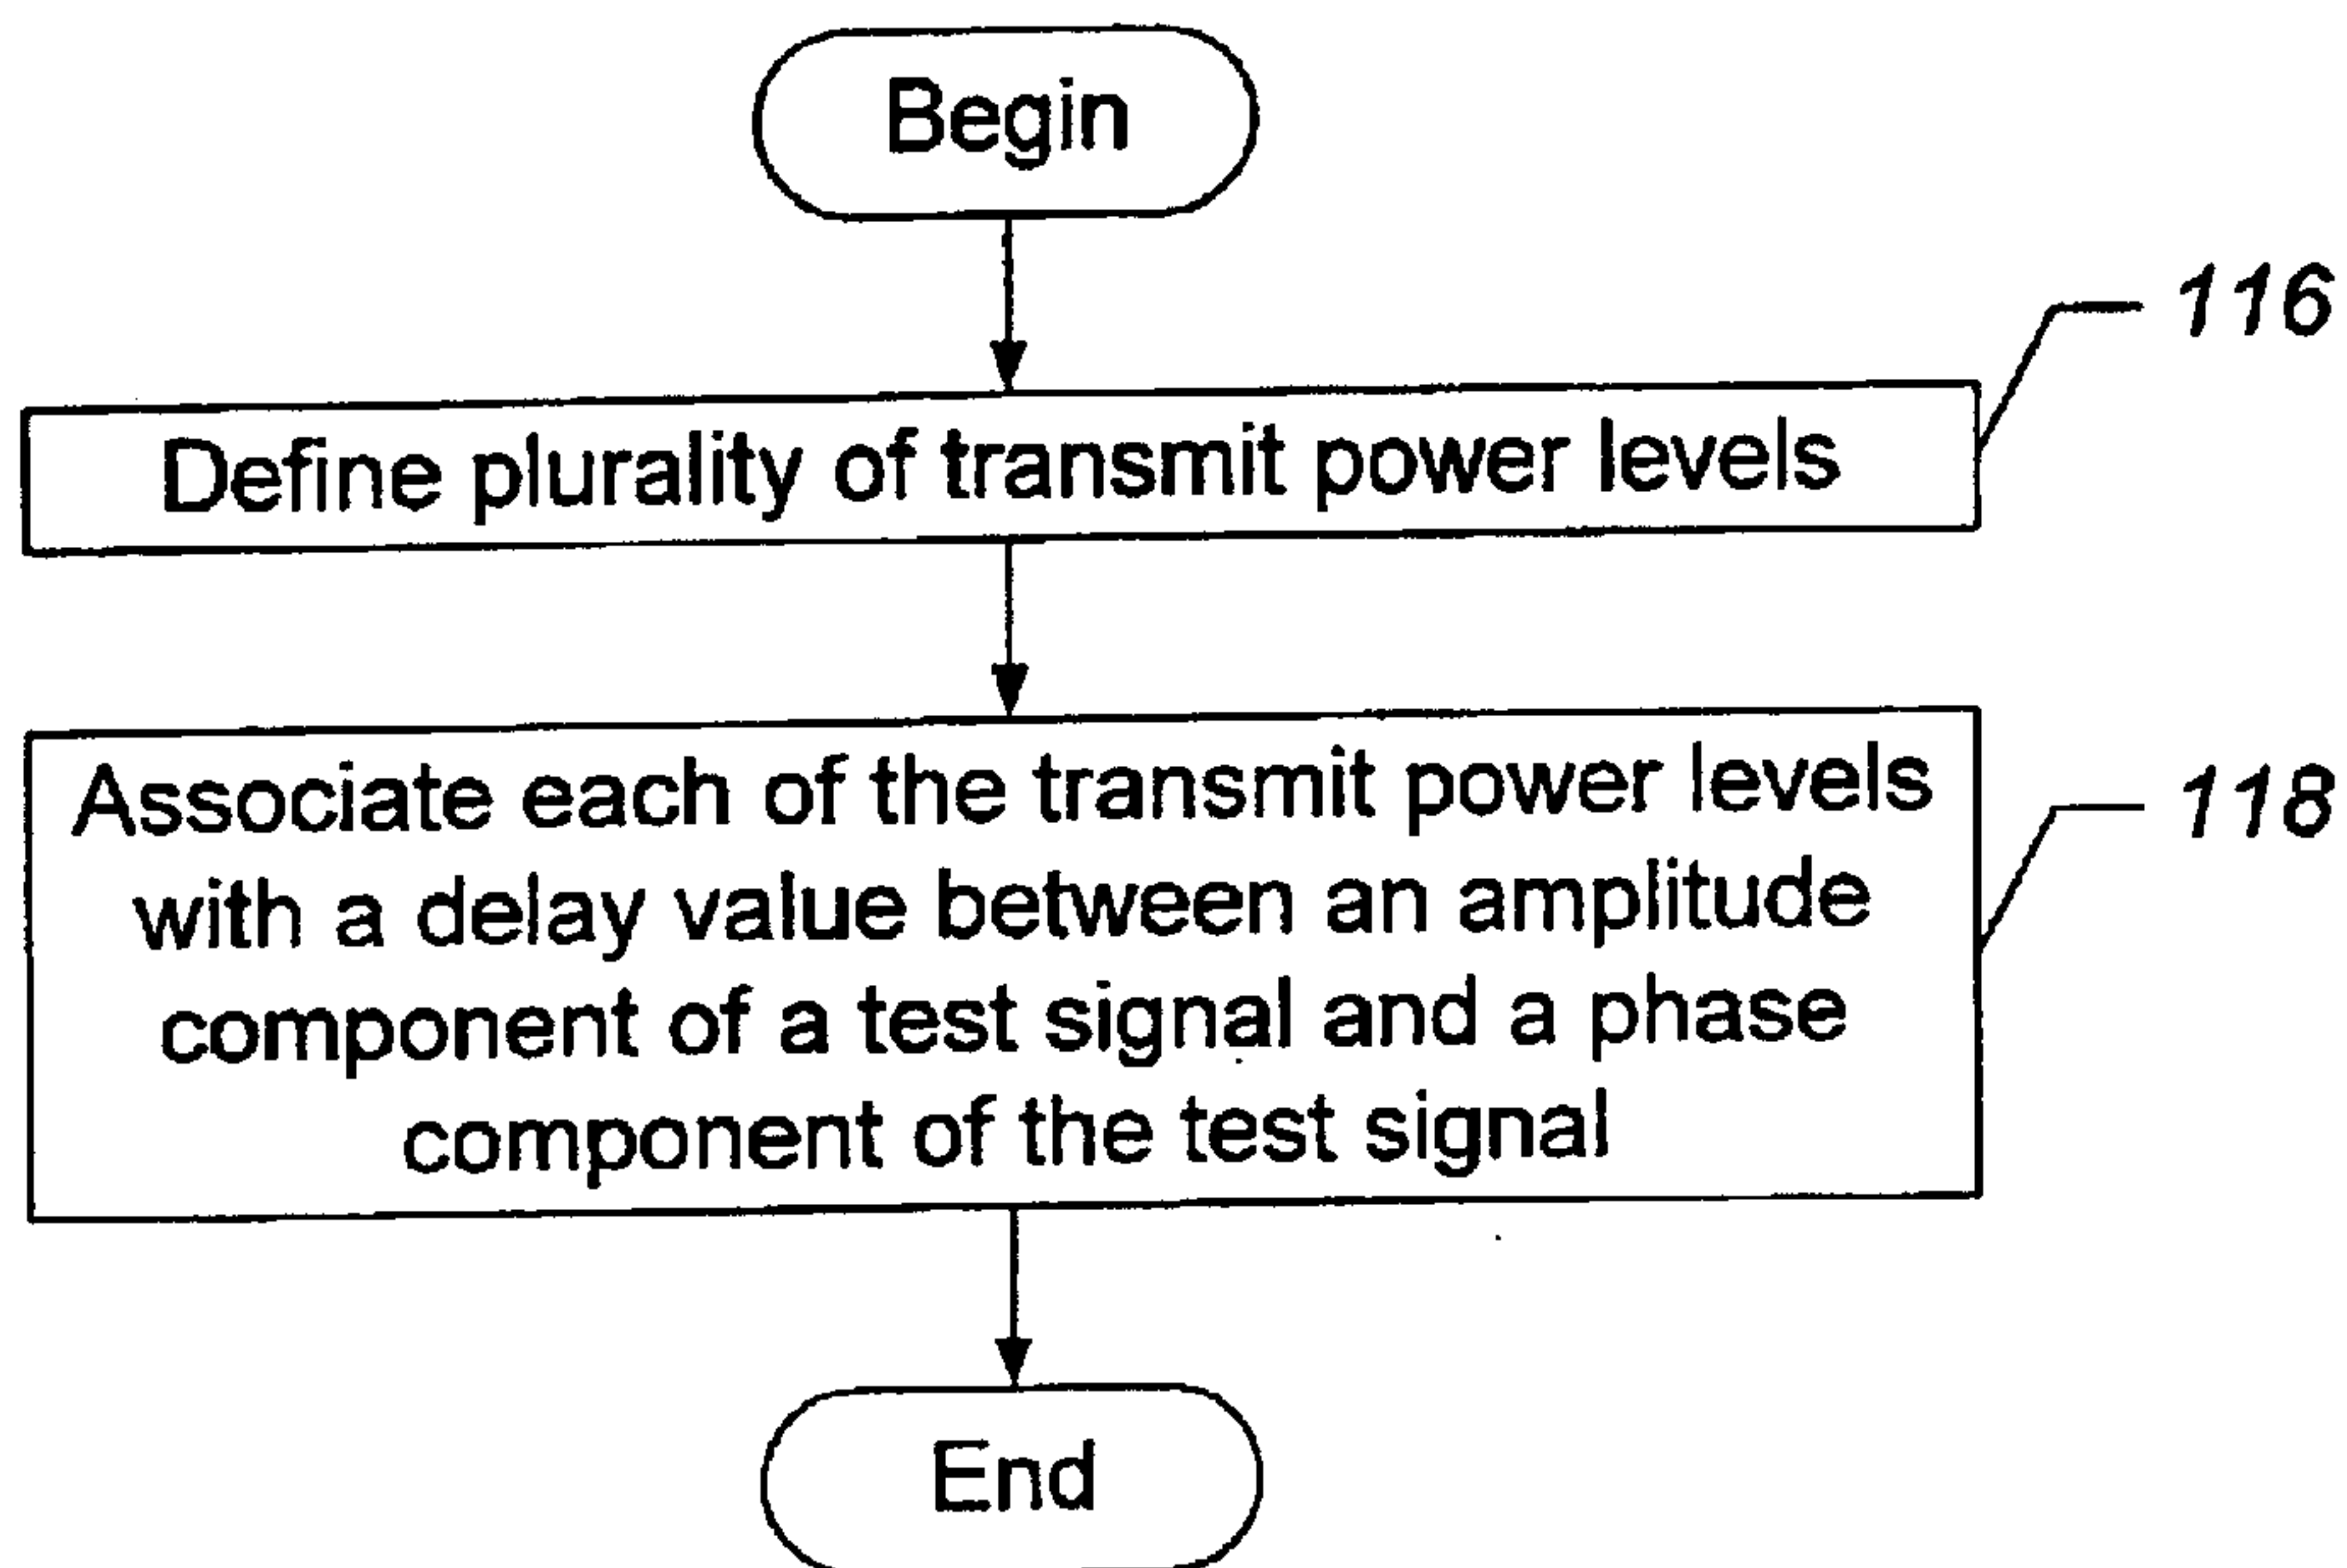 Begin
116
Define plurality of transmit power levels
Associate each of the transmit power levels
118
with a delay value between an amplitude
component of a test signal and a phase
component of the test signal
End